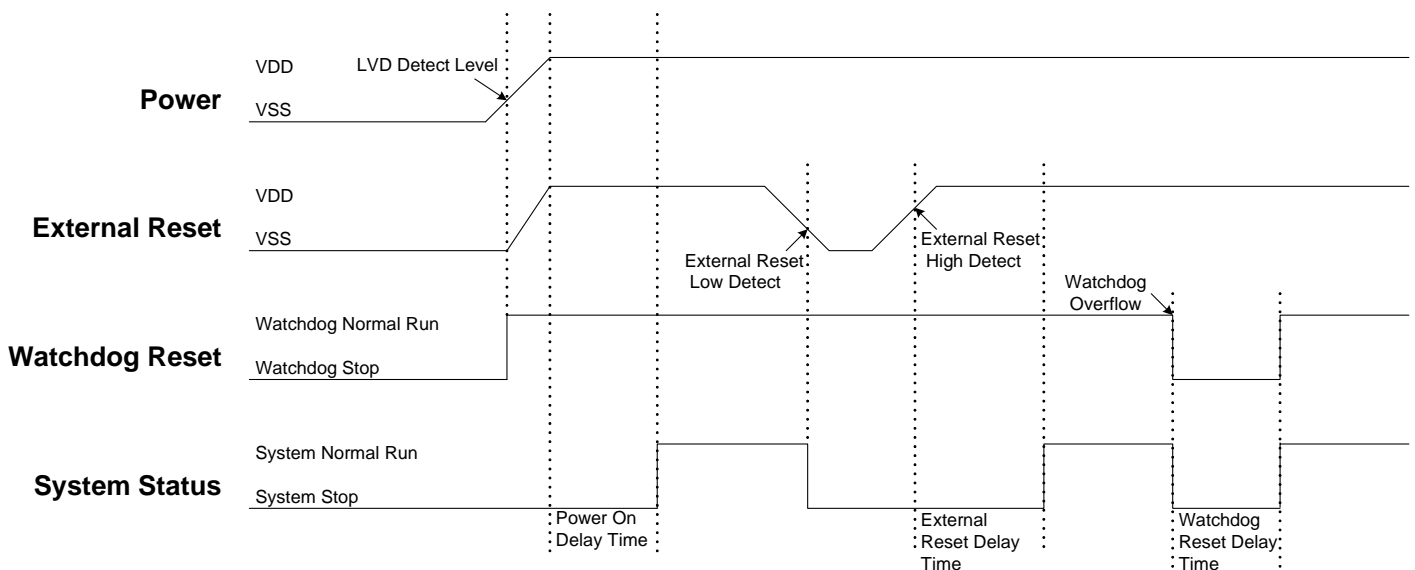 VDD
LVD Detect Level
Power
VSS
VDD
External Reset
VSS
External Reset
Low Detect
External Reset
High Detect
Watchdog
Overflow
Watchdog Normal Run
Watchdog Reset
Watchdog Stop
System Normal Run
System Status
System Stop
Power On
Delay Time
External
Reset Delay
Time
Watchdog
Reset Delay
Time